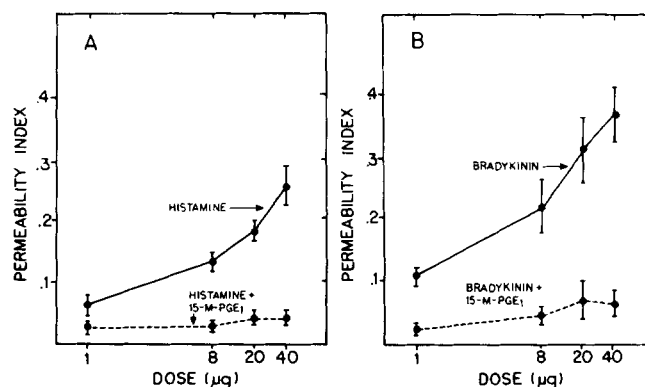 A
PERMEABILITY INDEX
.4
.3
.2
.1
HISTAMINE
HISTAMINE +
15-M-PGE1
1
8
20
40
DOSE (µg)
B
PERMEABILITY INDEX
.4
.3
.2
.1
BRADYKININ
BRADYKININ +
15-M-PGE1
1
8
20
40
DOSE (µg)